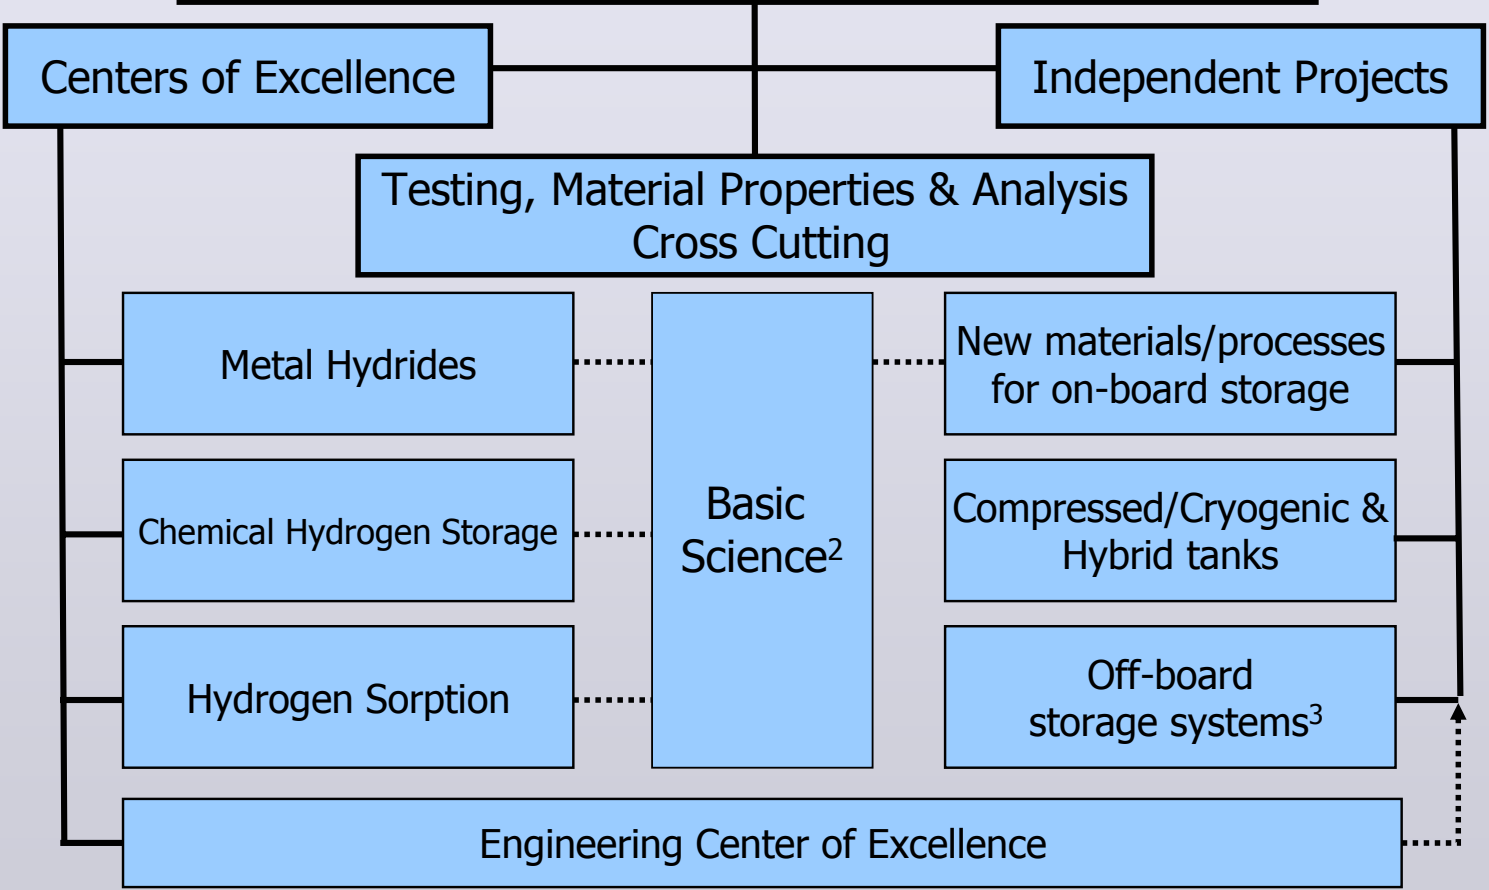 Centers of Excellence
Independent Projects
Testing, Material Properties & Analysis
Cross Cutting
Metal Hydrides
New materials/processes
for on-board storage
Chemical Hydrogen Storage
Basic
Science²
Compressed/Cryogenic &
Hybrid tanks
Hydrogen Sorption
Off-board
storage systems³
Engineering Center of Excellence